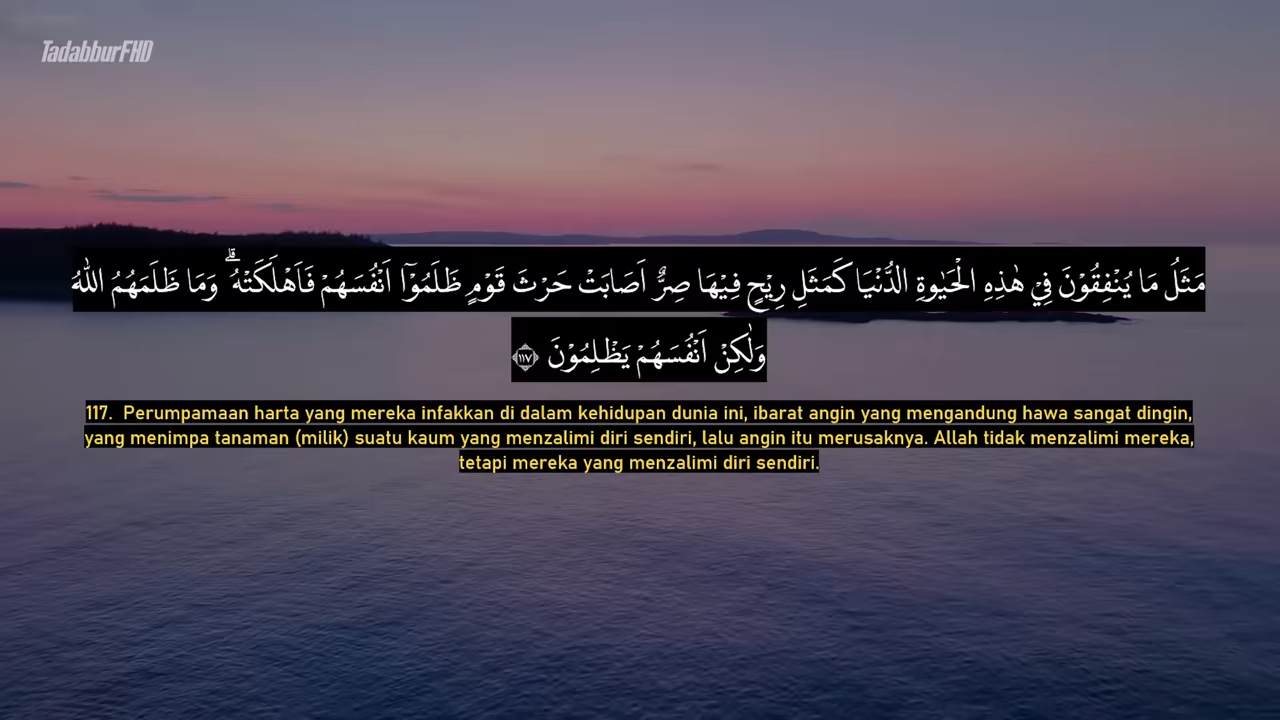 TadabburFHD
مَثَلُ مَا يُنْفِقُوْنَ فِيْ هٰذِهِ الْحَيٰوةِ الدُّنْيَا كَمَثَلِ رِيْحٍ فِيْهَا صِرٌّ اَصَابَتْ حَرْثَ قَوْمٍ ظَلَمُوْٓا اَنْفُسَهُمْ فَاَهْلَكَتْهُ ۗ وَمَا ظَلَمَهُمُ اللّٰهُ
وَلٰكِنْ اَنْفُسَهُمْ يَظْلِمُوْنَ ١١٧
117. Perumpamaan harta yang mereka infakkan di dalam kehidupan dunia ini, ibarat angin yang mengandung hawa sangat dingin,
yang menimpa tanaman (milik) suatu kaum yang menzalimi diri sendiri, lalu angin itu merusaknya. Allah tidak menzalimi mereka,
tetapi mereka yang menzalimi diri sendiri.